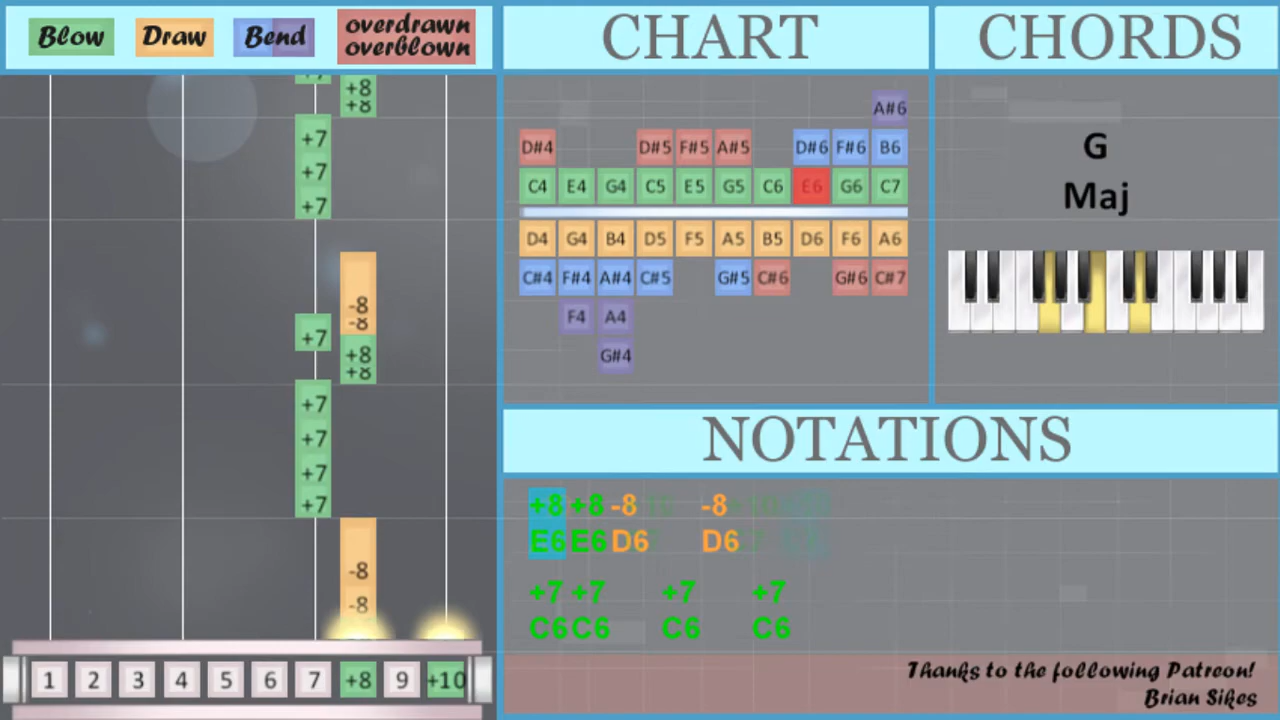 Blow Draw Bend overdrawn
overblown
CHART
CHORDS
+8
+8
+7
+7
+7
-8
-8
+7
+8
+8
+7
+7
+7
+7
-8
-8
1 2 3 4 5 6 7 +8 9 +10
A#6
D#4 D#5 F#5 A#5 D#6 F#6 B6
C4 E4 G4 C5 E5 G5 C6 E6 G6 C7
D4 G4 B4 D5 F5 A5 B5 D6 F6 A6
C#4 F#4 A#4 C#5 G#5 C#6 G#6 C#7
F4 A4
G#4
G
Maj
NOTATIONS
+8 +8 -8 -8
E6 E6 D6 D6
+7 +7 +7 +7
C6 C6 C6 C6
Thanks to the following Patreon!
Brian Sikes